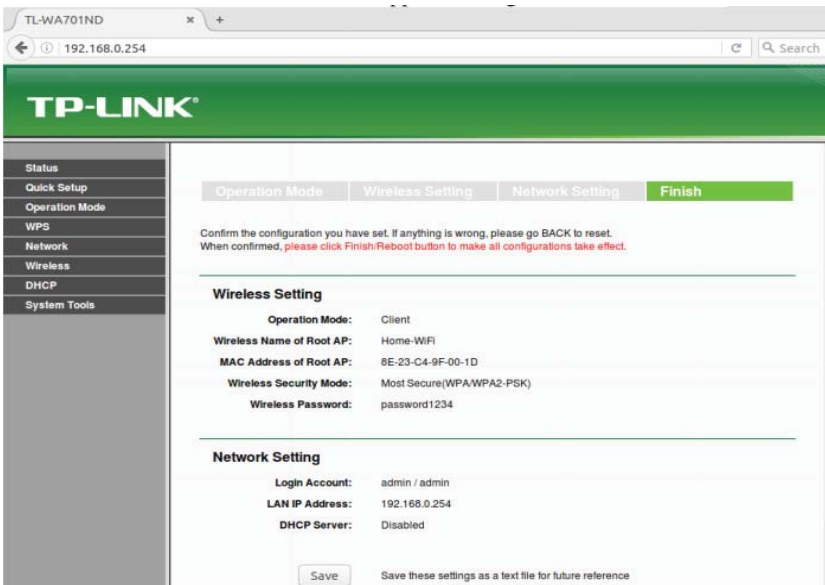 TL-WA701ND × +
192.168.0.254 Search
TP-LINK®
Status
Quick Setup
Operation Mode
WPS
Network
Wireless
DHCP
System Tools
Operation Mode Wireless Setting Network Setting Finish
Confirm the configuration you have set. If anything is wrong, please go BACK to reset.
When confirmed, please click Finish/Reboot button to make all configurations take effect.
Wireless Setting
Operation Mode: Client
Wireless Name of Root AP: Home-WiFi
MAC Address of Root AP: 8E-23-C4-9F-00-1D
Wireless Security Mode: Most Secure(WPA/WPA2-PSK)
Wireless Password: password1234
Network Setting
Login Account: admin / admin
LAN IP Address: 192.168.0.254
DHCP Server: Disabled
Save Save these settings as a text file for future reference